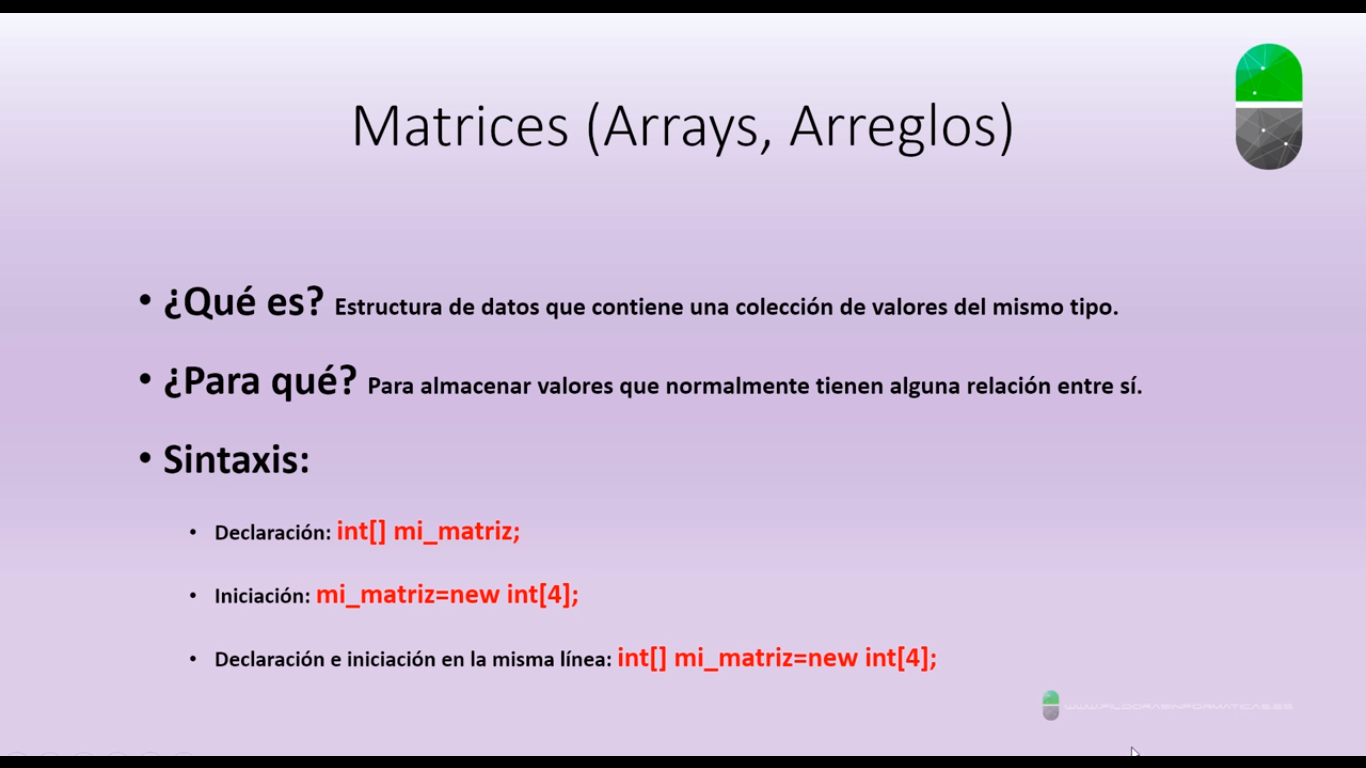 Matrices (Arrays, Arreglos)
• ¿Qué es? Estructura de datos que contiene una colección de valores del mismo tipo.
• ¿Para qué? Para almacenar valores que normalmente tienen alguna relación entre sí.
• Sintaxis:
• Declaración: int[] mi_matriz;
• Iniciación: mi_matriz=new int[4];
• Declaración e iniciación en la misma línea: int[] mi_matriz=new int[4];
WWW.PILDORASINFORMATICAS.ES